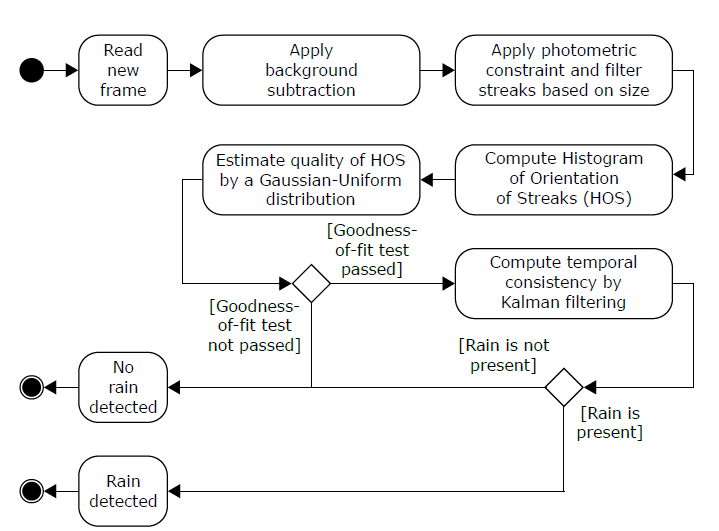 Read
new
frame
Apply
background
subtraction
Apply photometric
constraint and filter
streaks based on size
Estimate quality of HOS
by a Gaussian-Uniform
distribution
Compute Histogram
of Orientation
of Streaks (HOS)
[Goodness-
of-fit test
passed]
Compute temporal
consistency by
Kalman filtering
[Goodness-
of-fit test
not passed]
[Rain is not
present]
No
rain
detected
[Rain is
present]
Rain
detected